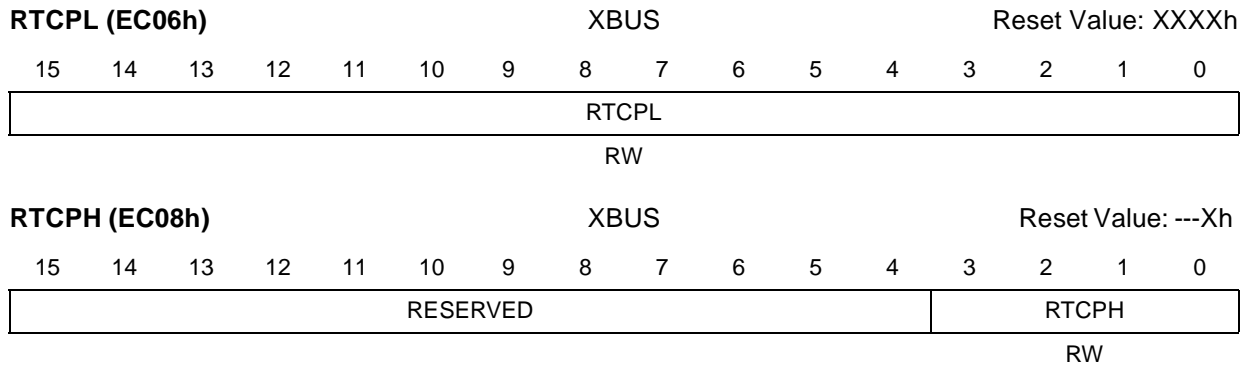 RTCPL (EC06h) XBUS Reset Value: XXXXh
15 14 13 12 11 10 9 8 7 6 5 4 3 2 1 0
RTCPL
RW
RTCPH (EC08h) XBUS Reset Value: ---Xh
15 14 13 12 11 10 9 8 7 6 5 4 3 2 1 0
RESERVED RTCPH
RW